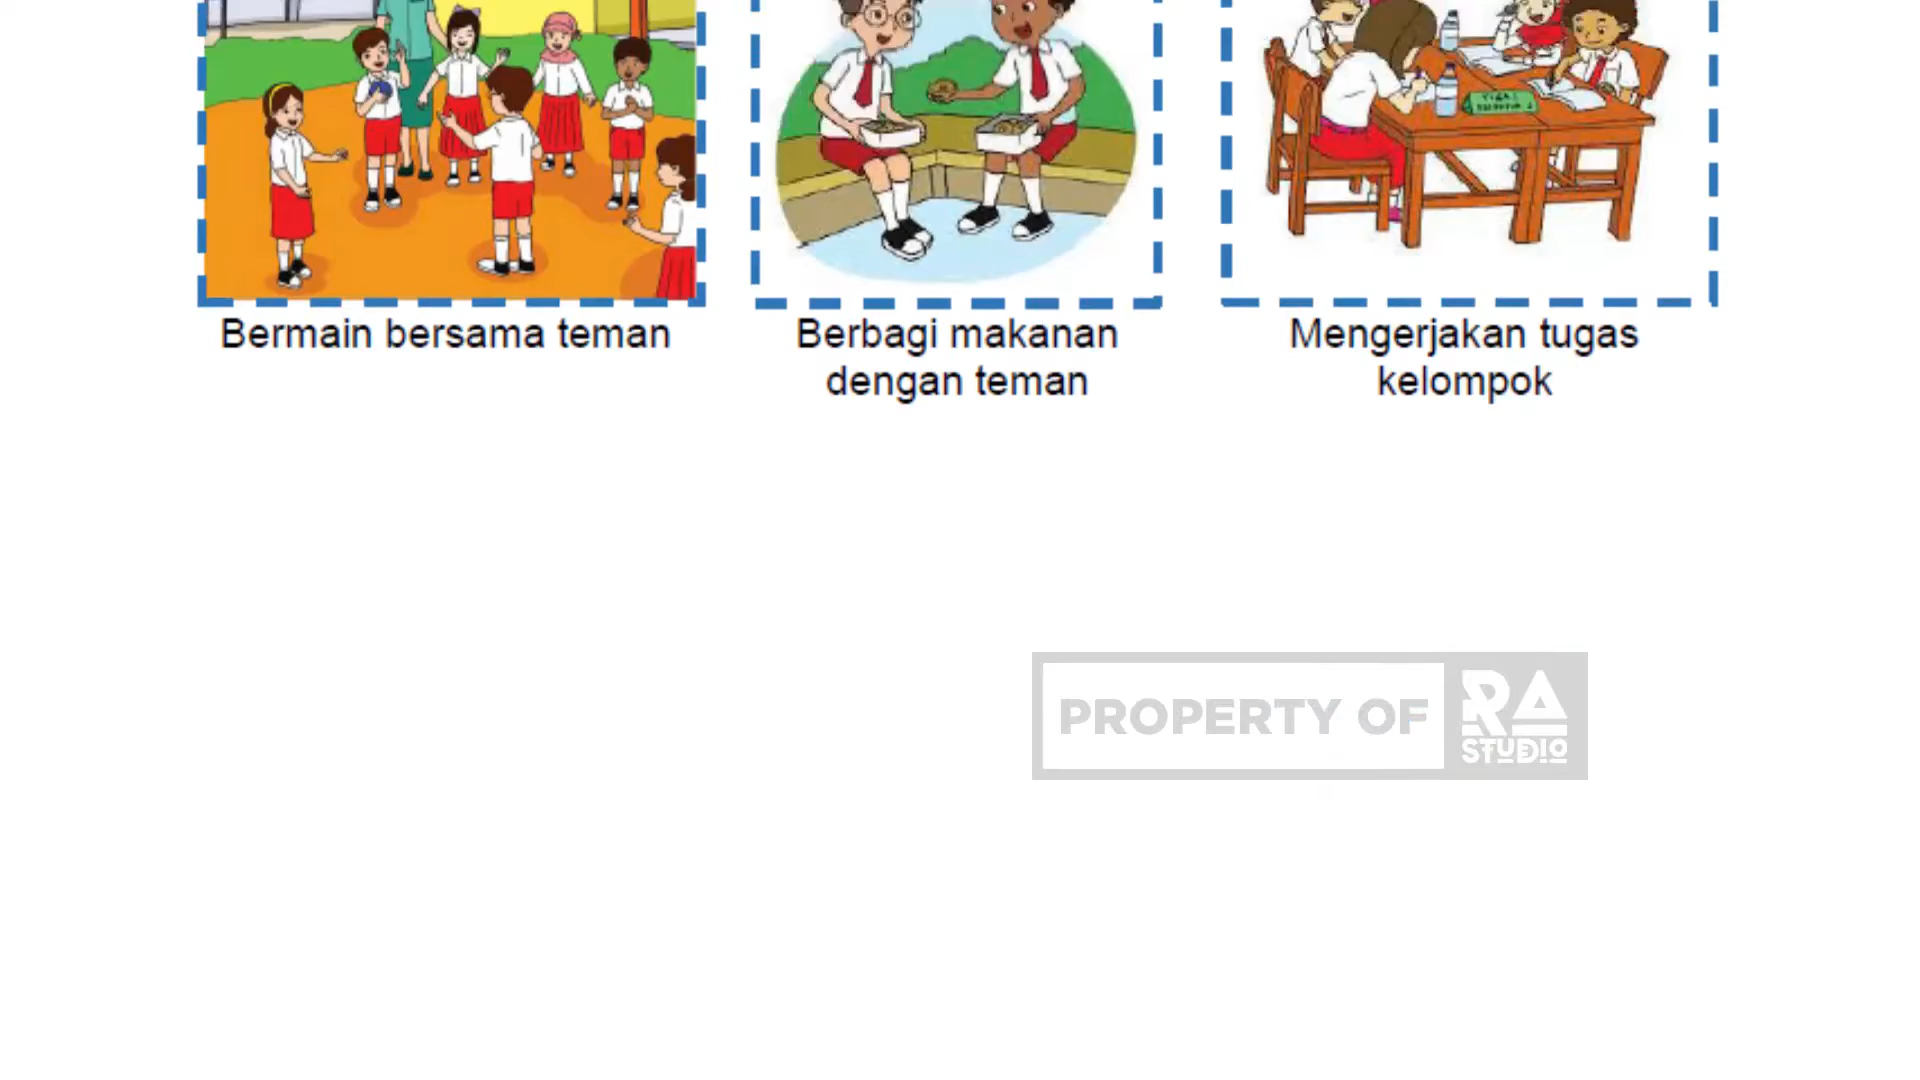 Bermain bersama teman
Berbagi makanan
dengan teman
Mengerjakan tugas
kelompok
PROPERTY OF
RA
STUDIO